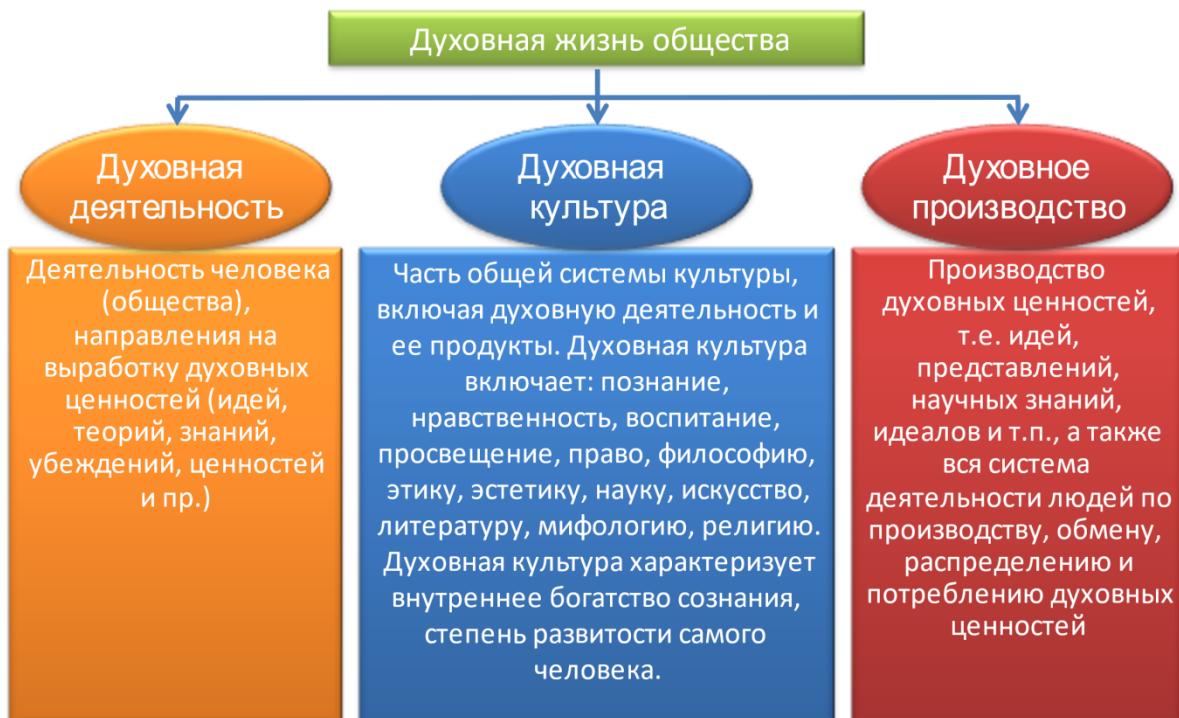 Духовная жизнь общества
Духовная
деятельность
Деятельность человека
(общества),
направления на
выработку духовных
ценностей (идей,
теорий, знаний,
убеждений, ценностей
и пр.)
Духовная
культура
Часть общей системы культуры,
включая духовную деятельность и
ее продукты. Духовная культура
включает: познание,
нравственность, воспитание,
просвещение, право, философию,
этику, эстетику, науку, искусство,
литературу, мифологию, религию.
Духовная культура характеризует
внутреннее богатство сознания,
степень развитости самого
человека.
Духовное
производство
Производство
духовных ценностей,
т.е. идей,
представлений,
научных знаний,
идеалов и т.п., а также
вся система
деятельности людей по
производству, обмену,
распределению и
потреблению духовных
ценностей